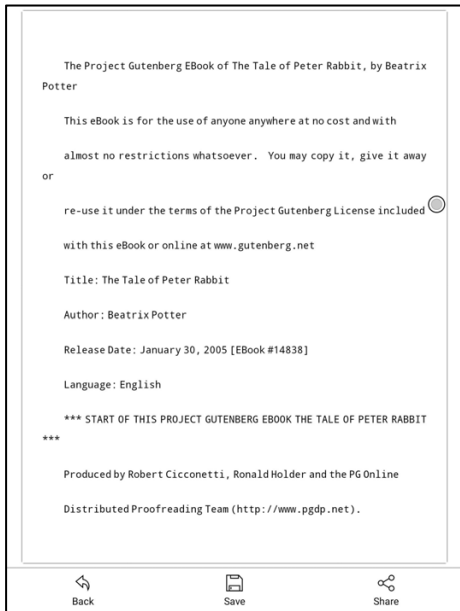 The Project Gutenberg EBook of The Tale of Peter Rabbit, by Beatrix
Potter
This eBook is for the use of anyone anywhere at no cost and with
almost no restrictions whatsoever.  You may copy it, give it away
or
re-use it under the terms of the Project Gutenberg License included
with this eBook or online at www.gutenberg.net
Title: The Tale of Peter Rabbit
Author: Beatrix Potter
Release Date: January 30, 2005 [EBook #14838]
Language: English
*** START OF THIS PROJECT GUTENBERG EBOOK THE TALE OF PETER RABBIT
***
Produced by Robert Cicconetti, Ronald Holder and the PG Online
Distributed Proofreading Team (http://www.pgdp.net).
Back Save Share